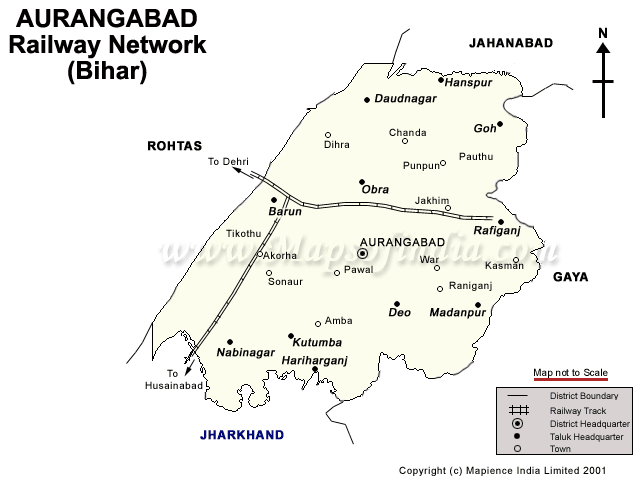 AURANGABAD
Railway Network
(Bihar)
JAHANABAD
N
Hanspur
Daudnagar
Goh
Chanda
Dihra
ROHTAS
To Dehri
Pauthu
Punpun
Obra
Jakhim
Barun
Rafiganj
Tikothu
AURANGABAD
www.Mapsofindia.com
Akorha
War
Kasman
Pawal
Sonaur
GAYA
Raniganj
Deo
Madanpur
Amba
Kutumba
Nabinagar
Hariharganj
To
Husainabad
Map not to Scale
District Boundary
Railway Track
District Headquarter
Taluk Headquarter
Town
JHARKHAND
Copyright (c) Mapience India Limited 2001